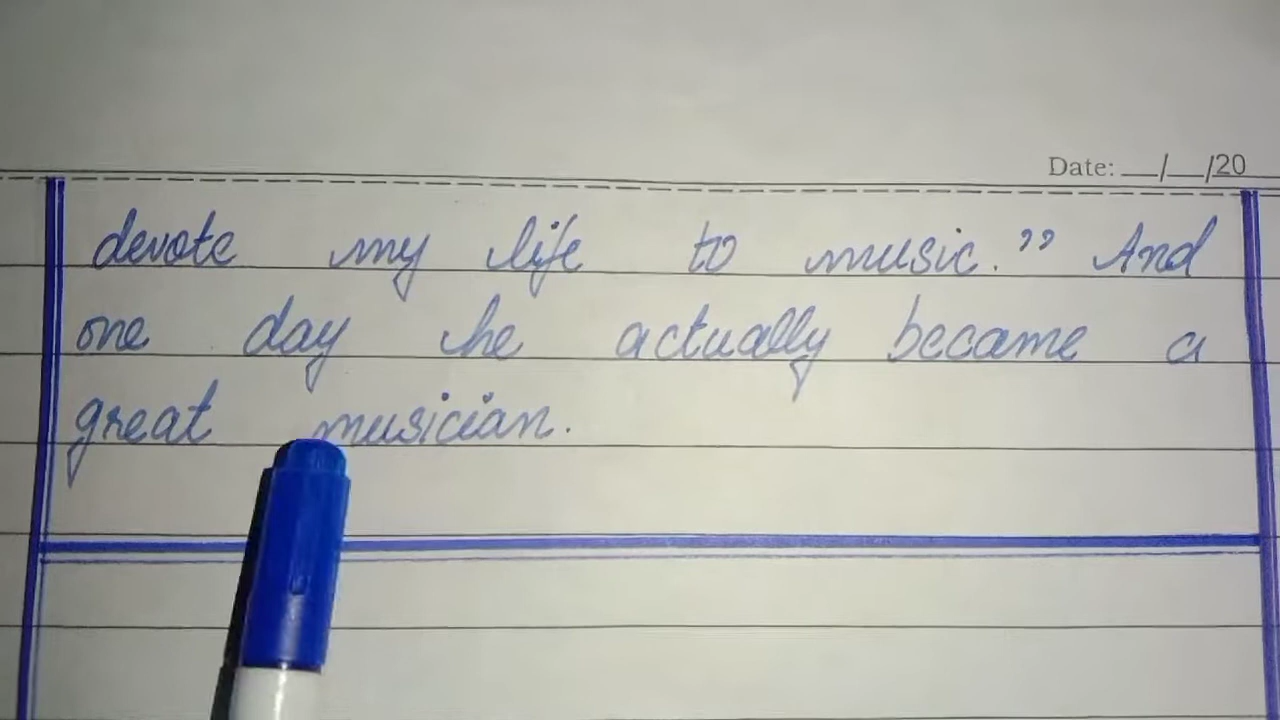 Date: __/__/20
devote my life to music.” And
one day he actually became a
great musician.